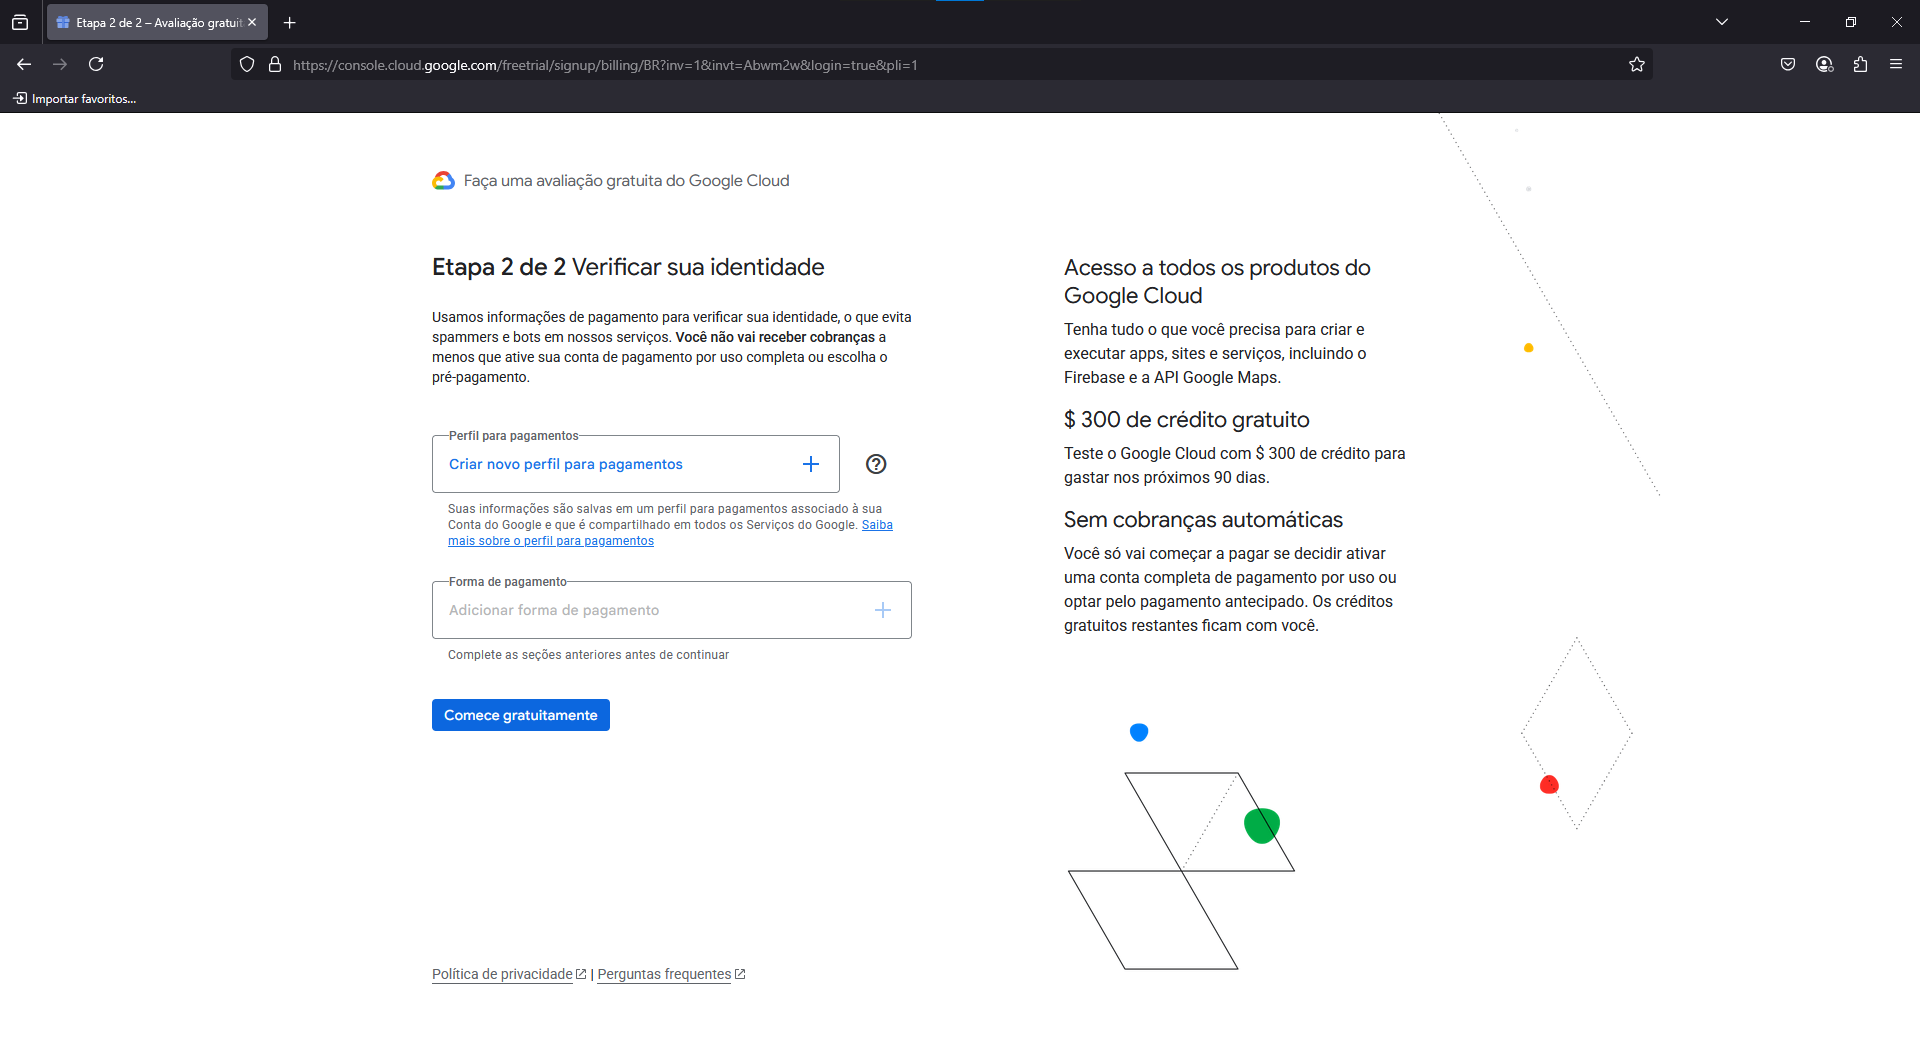 Etapa 2 de 2 – Avaliação gratuit
https://console.cloud.google.com/freetrial/signup/billing/BR?inv=1&invt=Abwm2w&login=true&pli=1
Importar favoritos...
Faça uma avaliação gratuita do Google Cloud
Etapa 2 de 2 Verificar sua identidade
Usamos informações de pagamento para verificar sua identidade, o que evita
spammers e bots em nossos serviços. Você não vai receber cobranças a
menos que ative sua conta de pagamento por uso completa ou escolha o
pré-pagamento.
Perfil para pagamentos
Criar novo perfil para pagamentos
Suas informações são salvas em um perfil para pagamentos associado à sua
Conta do Google e que é compartilhado em todos os Serviços do Google. Saiba
mais sobre o perfil para pagamentos
Forma de pagamento
Adicionar forma de pagamento
Complete as seções anteriores antes de continuar
Comece gratuitamente
Acesso a todos os produtos do
Google Cloud
Tenha tudo o que você precisa para criar e
executar apps, sites e serviços, incluindo o
Firebase e a API Google Maps.
$ 300 de crédito gratuito
Teste o Google Cloud com $ 300 de crédito para
gastar nos próximos 90 dias.
Sem cobranças automáticas
Você só vai começar a pagar se decidir ativar
uma conta completa de pagamento por uso ou
optar pelo pagamento antecipado. Os créditos
gratuitos restantes ficam com você.
Política de privacidade | Perguntas frequentes